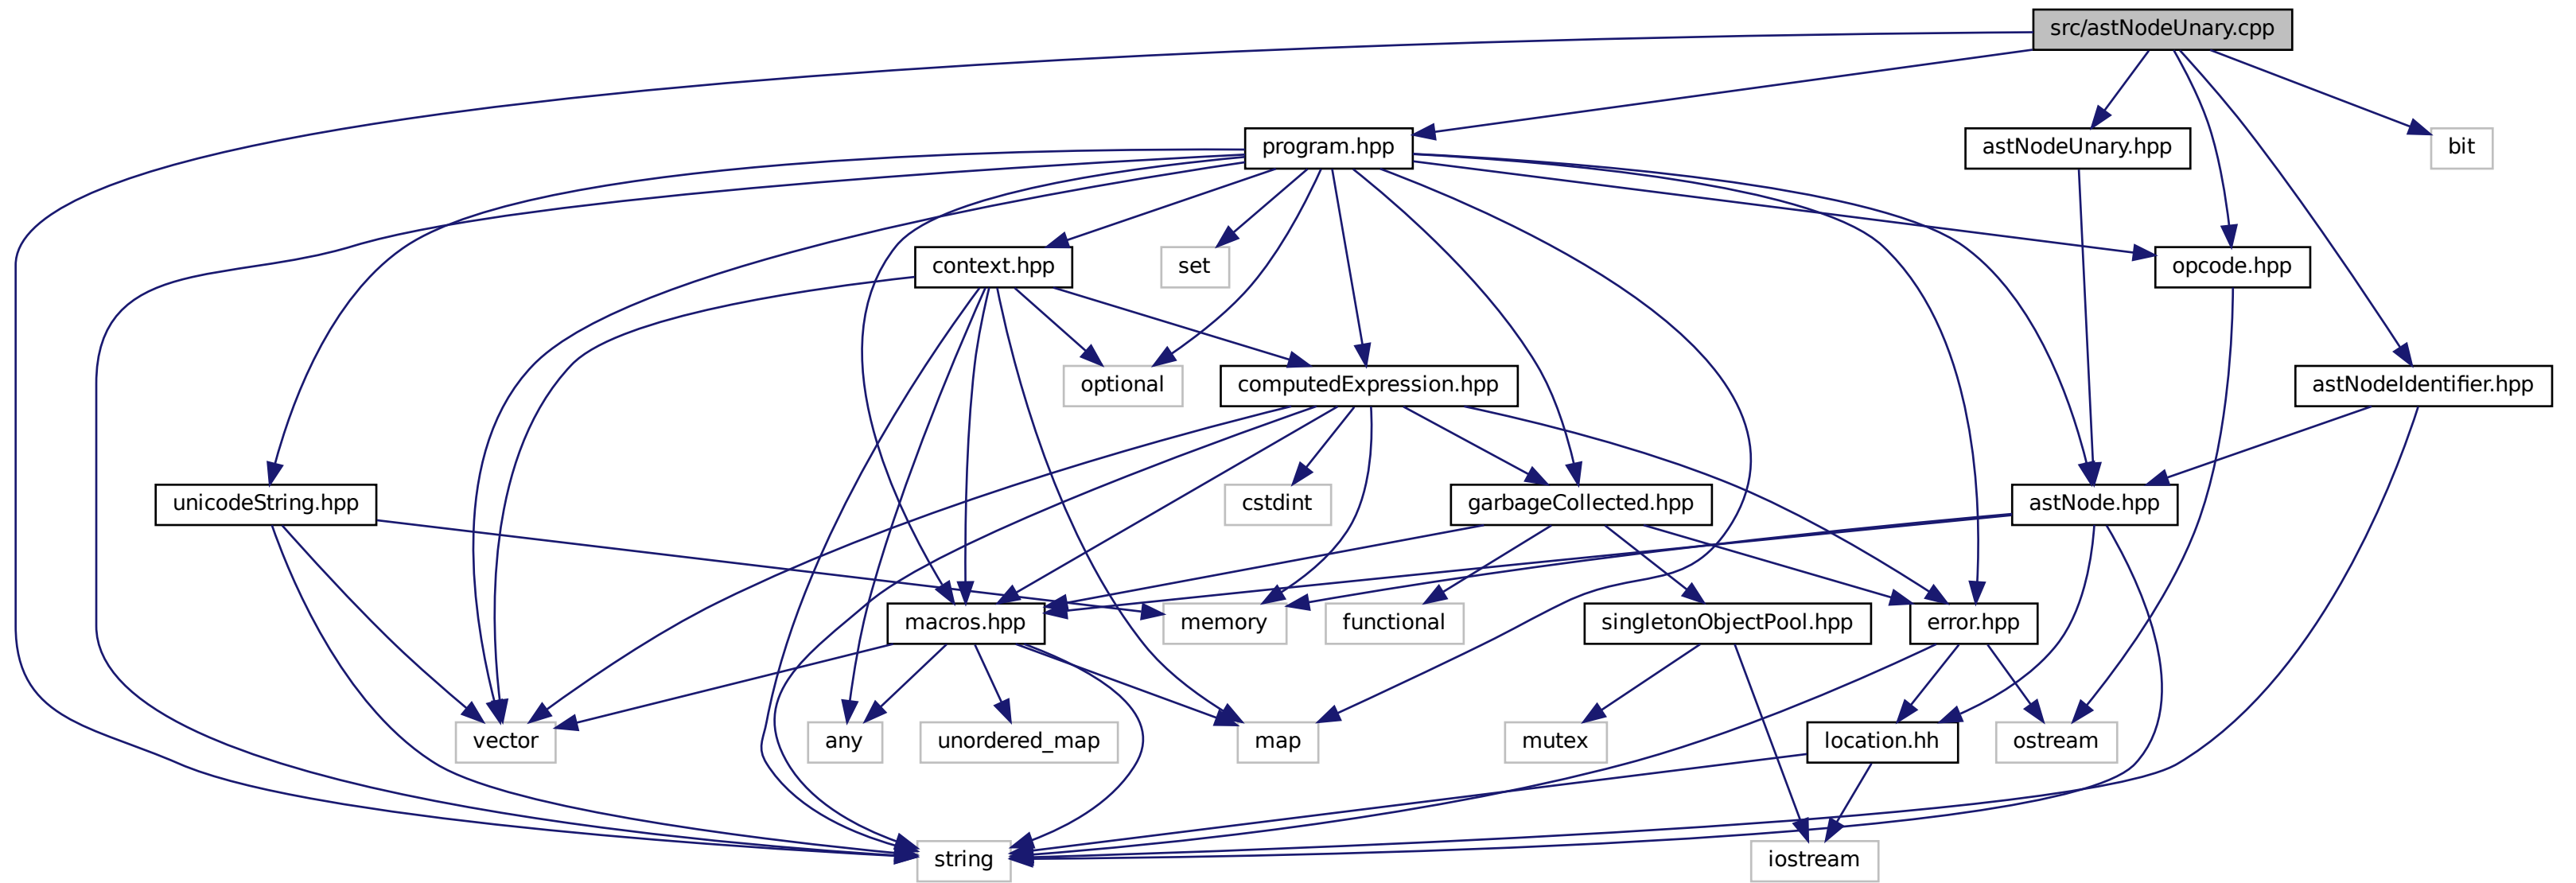 src/astNodeUnary.cpp
program.hpp
astNodeUnary.hpp
bit
context.hpp
set
opcode.hpp
optional
computedExpression.hpp
astNodeIdentifier.hpp
unicodeString.hpp
cstdint
garbageCollected.hpp
astNode.hpp
macros.hpp
memory
functional
singletonObjectPool.hpp
error.hpp
vector
any
unordered_map
map
mutex
location.hh
ostream
string
iostream